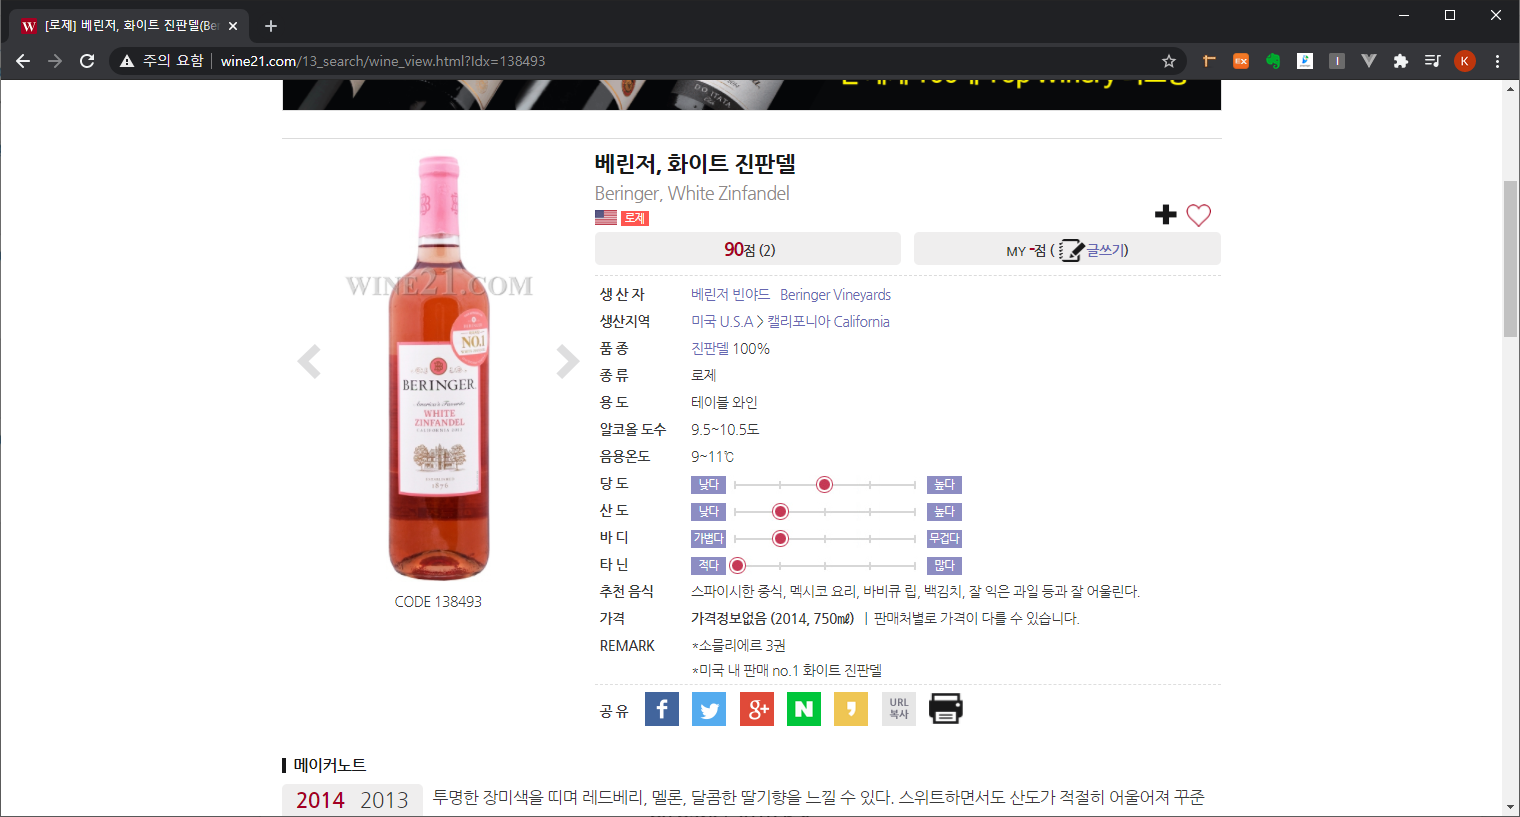 [로제] 베린저, 화이트 진판델(Be
주의 요함 | wine21.com/13_search/wine_view.html?Idx=138493
DO ITATA
베린저, 화이트 진판델
Beringer, White Zinfandel
로제
90점 (2)
MY -점 ( 글쓰기)
WINE21.COM
생 산 자 베린저 빈야드 Beringer Vineyards
생산지역 미국 U.S.A > 캘리포니아 California
품 종 진판델 100%
종 류 로제
용 도 테이블 와인
알코올 도수 9.5~10.5도
음용온도 9~11℃
당 도 낮다 높다
산 도 낮다 높다
바 디 가볍다 무겁다
타 닌 적다 많다
추천 음식 스파이시한 중식, 멕시코 요리, 바비큐 립, 백김치, 잘 익은 과일 등과 잘 어울린다.
가격 가격정보없음 (2014, 750㎖) | 판매처별로 가격이 다를 수 있습니다.
REMARK *소믈리에르 3권
*미국 내 판매 no.1 화이트 진판델
NO.1
BERINGER
America's Favorite
WHITE
ZINFANDEL
1876
CODE 138493
공 유 URL
복사
메이커노트
2014 2013 투명한 장미색을 띠며 레드베리, 멜론, 달콤한 딸기향을 느낄 수 있다. 스위트하면서도 산도가 적절히 어울어져 꾸준